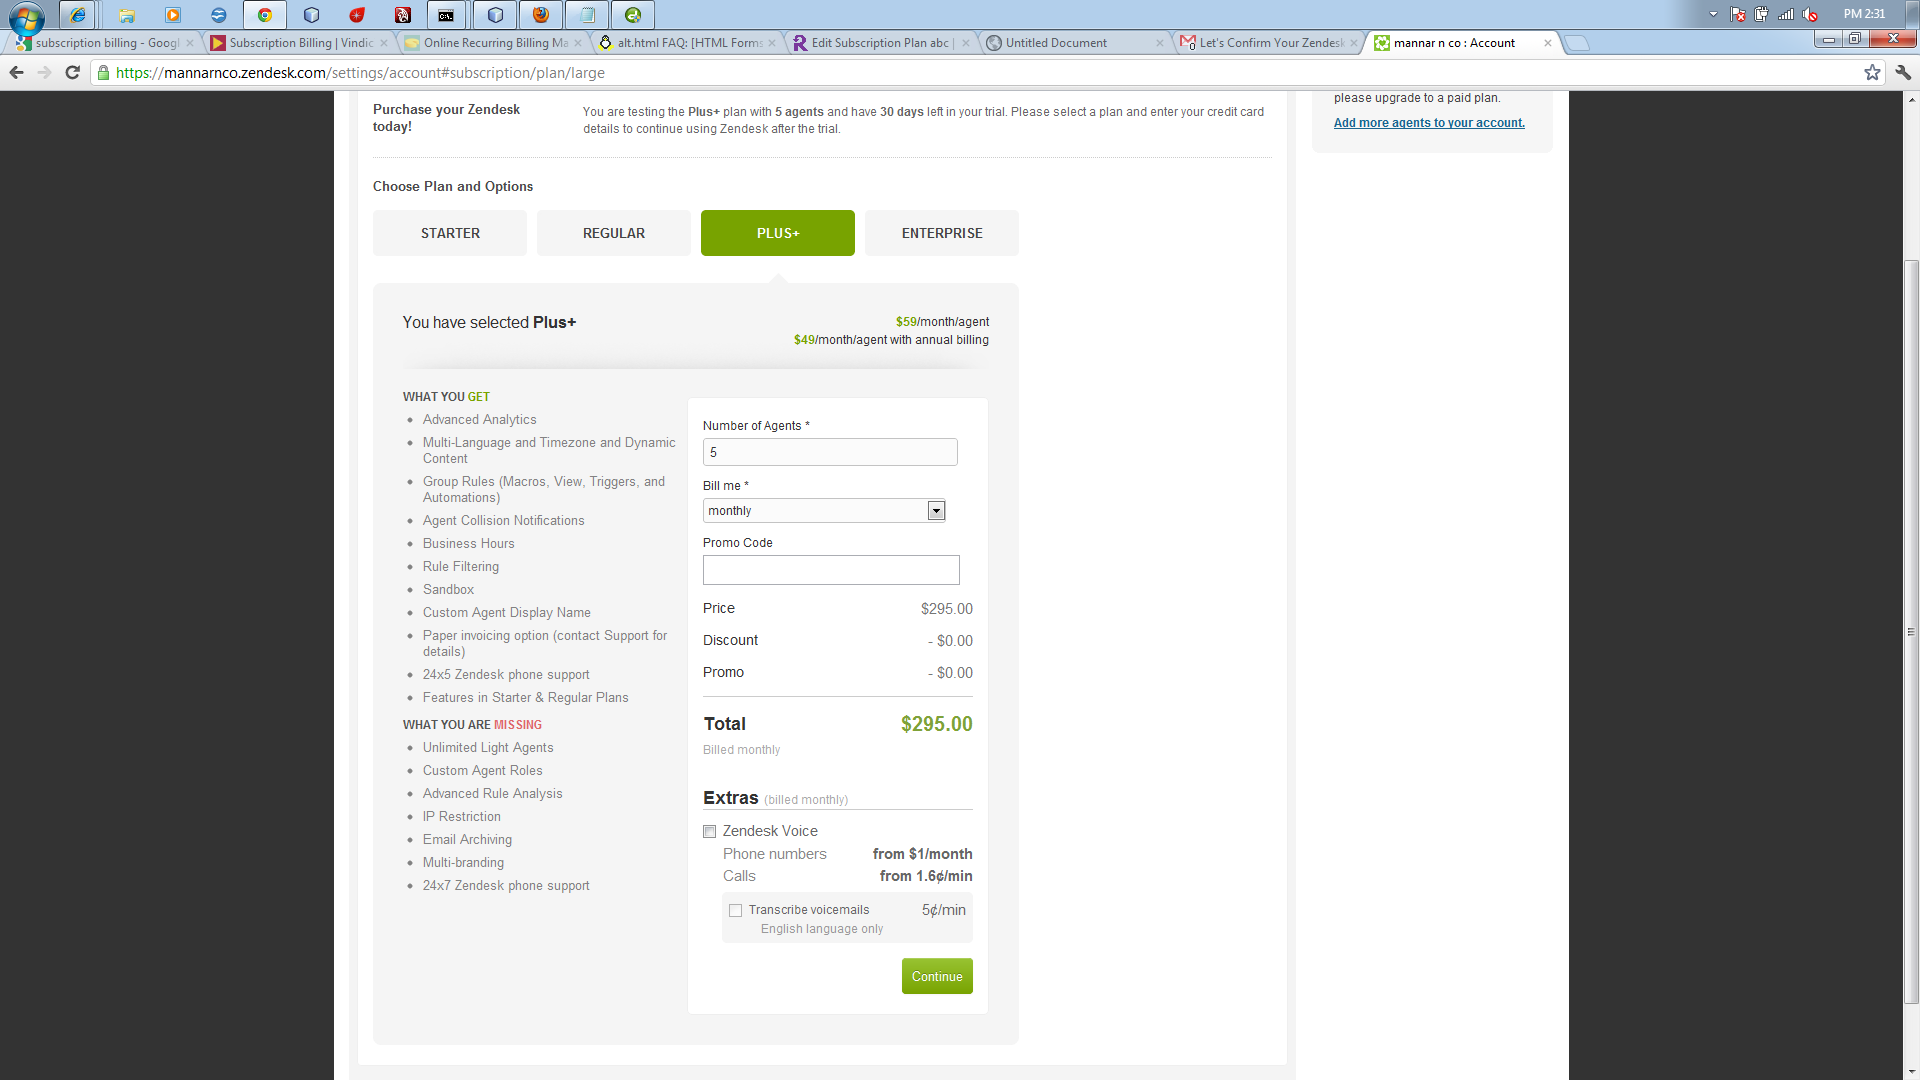 PM 2:31
subscription billing - Googl
Subscription Billing | Vindic
Online Recurring Billing Ma
alt.html FAQ: [HTML Forms
Edit Subscription Plan abc |
Untitled Document
Let's Confirm Your Zendesk
mannar n co : Account
https://mannarnco.zendesk.com/settings/account#subscription/plan/large
Purchase your Zendesk
today!
You are testing the Plus+ plan with 5 agents and have 30 days left in your trial. Please select a plan and enter your credit card
details to continue using Zendesk after the trial.
please upgrade to a paid plan.
Add more agents to your account.
Choose Plan and Options
STARTER
REGULAR
PLUS+
ENTERPRISE
You have selected Plus+
$59/month/agent
$49/month/agent with annual billing
WHAT YOU GET
Advanced Analytics
Multi-Language and Timezone and Dynamic
Content
Group Rules (Macros, View, Triggers, and
Automations)
Agent Collision Notifications
Business Hours
Rule Filtering
Sandbox
Custom Agent Display Name
Paper invoicing option (contact Support for
details)
24x5 Zendesk phone support
Features in Starter & Regular Plans
WHAT YOU ARE MISSING
Unlimited Light Agents
Custom Agent Roles
Advanced Rule Analysis
IP Restriction
Email Archiving
Multi-branding
24x7 Zendesk phone support
Number of Agents *
5
Bill me *
monthly
Promo Code
Price $295.00
Discount - $0.00
Promo - $0.00
Total $295.00
Billed monthly
Extras (billed monthly)
Zendesk Voice
Phone numbers from $1/month
Calls from 1.6¢/min
Transcribe voicemails 5¢/min
English language only
Continue